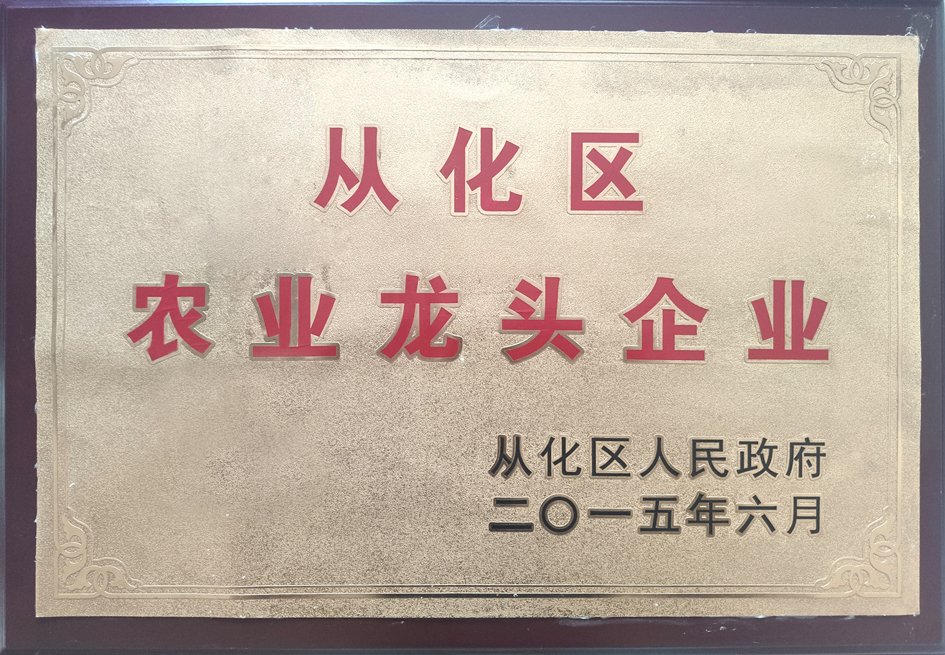 从化区
农业龙头企业
从化区人民政府
二〇一五年六月